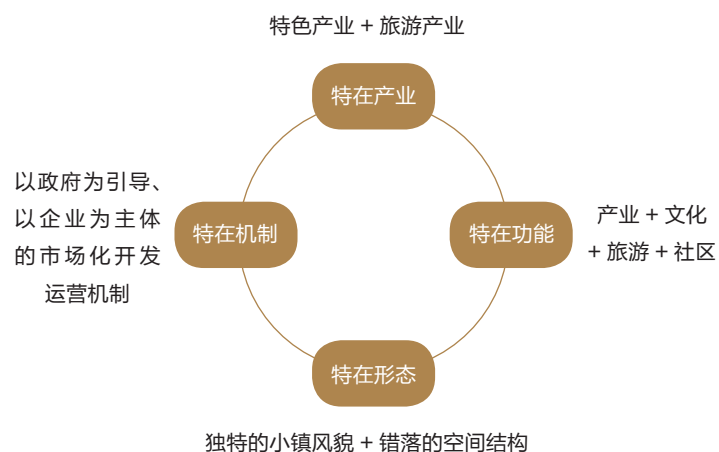 特色产业 + 旅游产业
特在产业
以政府为引导、
以企业为主体
的市场化开发
运营机制
特在机制
特在功能
产业 + 文化
+ 旅游 + 社区
特在形态
独特的小镇风貌 + 错落的空间结构